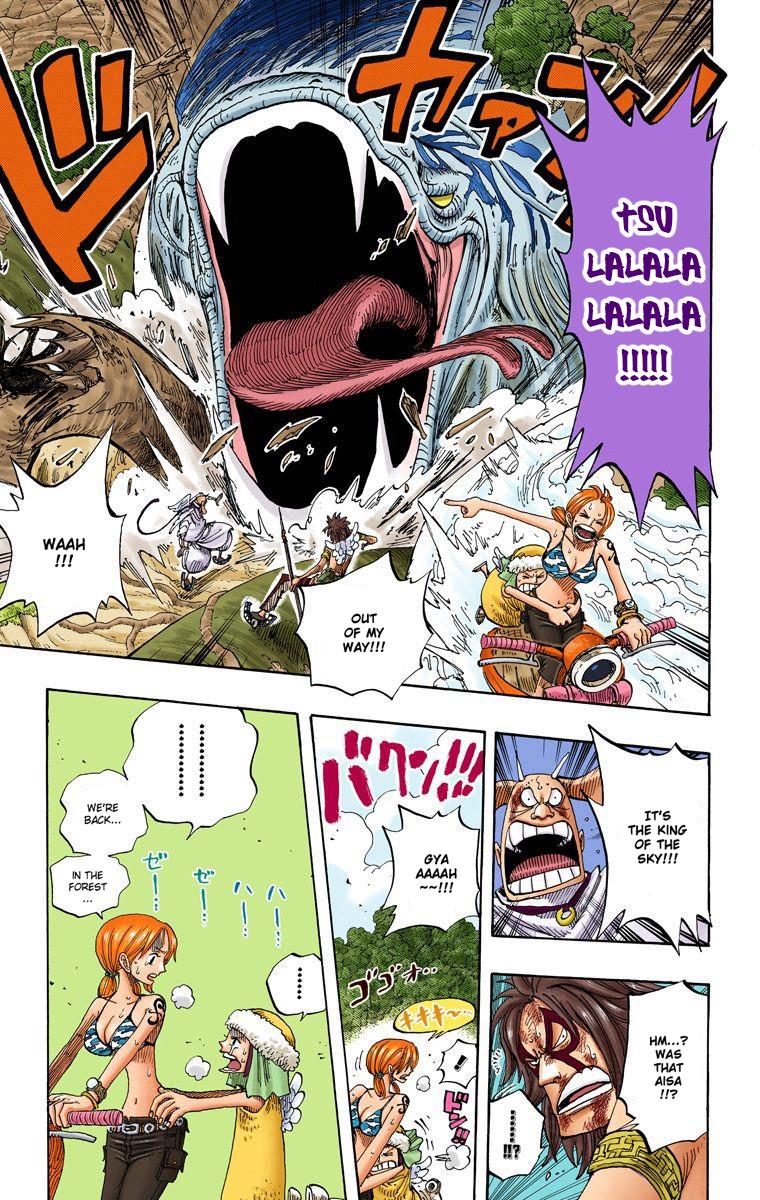 ドカァン
TSU
LALALA
LALALA
!!!!!
WAAH
!!!
OUT
OF MY
WAY!!!
IT'S
THE KING
OF THE
SKY!!!
HM...?
WAS
THAT
AISA
!!?
......
!!?
バクン!!!
GYA
AAAAH
~~!!!
ゴゴォ..
キキキ〜..
!
..........
WE'RE
BACK...
IN THE
FOREST
...
ゼー..
ゼー..
ハー..
ハー..
......